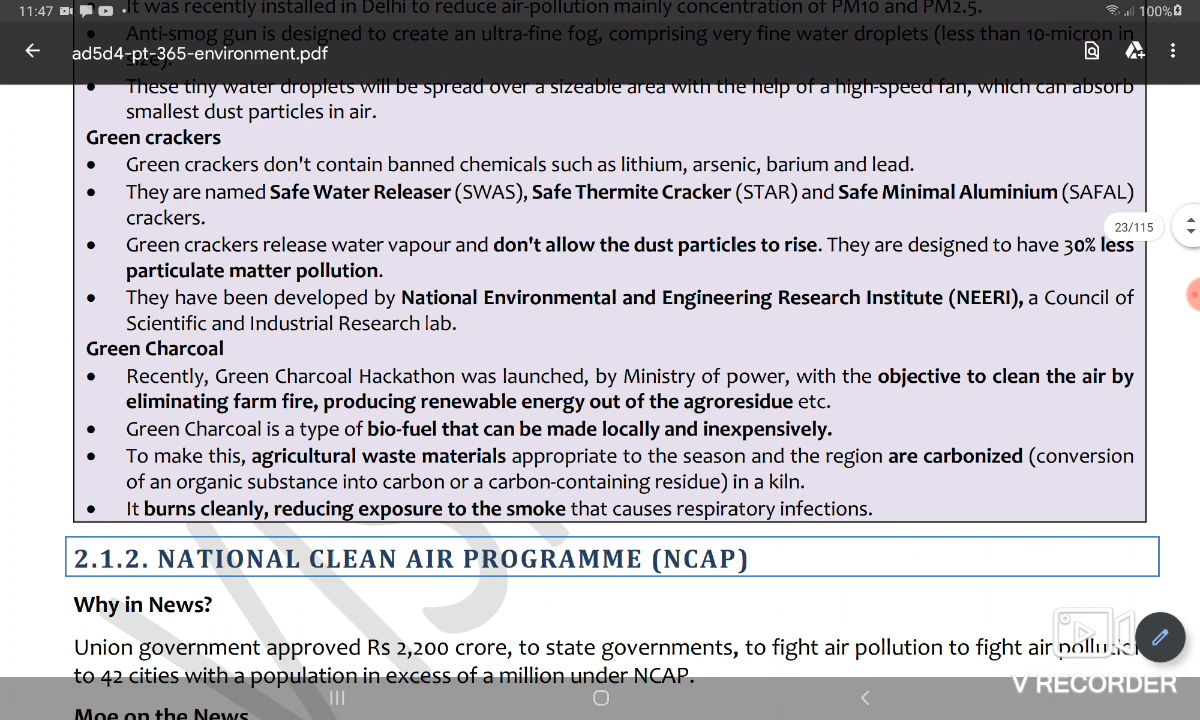 11:47
100%
It was recently installed in Delhi to reduce air-pollution mainly concentration of PM10 and PM2.5.
• Anti-smog gun is designed to create an ultra-fine fog, comprising very fine water droplets (less than 10-micron in
size).
ad5d4-pt-365-environment.pdf
• These tiny water droplets will be spread over a sizeable area with the help of a high-speed fan, which can absorb
smallest dust particles in air.
Green crackers
• Green crackers don't contain banned chemicals such as lithium, arsenic, barium and lead.
• They are named Safe Water Releaser (SWAS), Safe Thermite Cracker (STAR) and Safe Minimal Aluminium (SAFAL)
crackers.
23/115
• Green crackers release water vapour and don't allow the dust particles to rise. They are designed to have 30% less
particulate matter pollution.
• They have been developed by National Environmental and Engineering Research Institute (NEERI), a Council of
Scientific and Industrial Research lab.
Green Charcoal
• Recently, Green Charcoal Hackathon was launched, by Ministry of power, with the objective to clean the air by
eliminating farm fire, producing renewable energy out of the agroresidue etc.
• Green Charcoal is a type of bio-fuel that can be made locally and inexpensively.
• To make this, agricultural waste materials appropriate to the season and the region are carbonized (conversion
of an organic substance into carbon or a carbon-containing residue) in a kiln.
• It burns cleanly, reducing exposure to the smoke that causes respiratory infections.
2.1.2. NATIONAL CLEAN AIR PROGRAMME (NCAP)
Why in News?
Union government approved Rs 2,200 crore, to state governments, to fight air pollution to fight air pollution
to 42 cities with a population in excess of a million under NCAP.
V RECORDER
Moe on the News